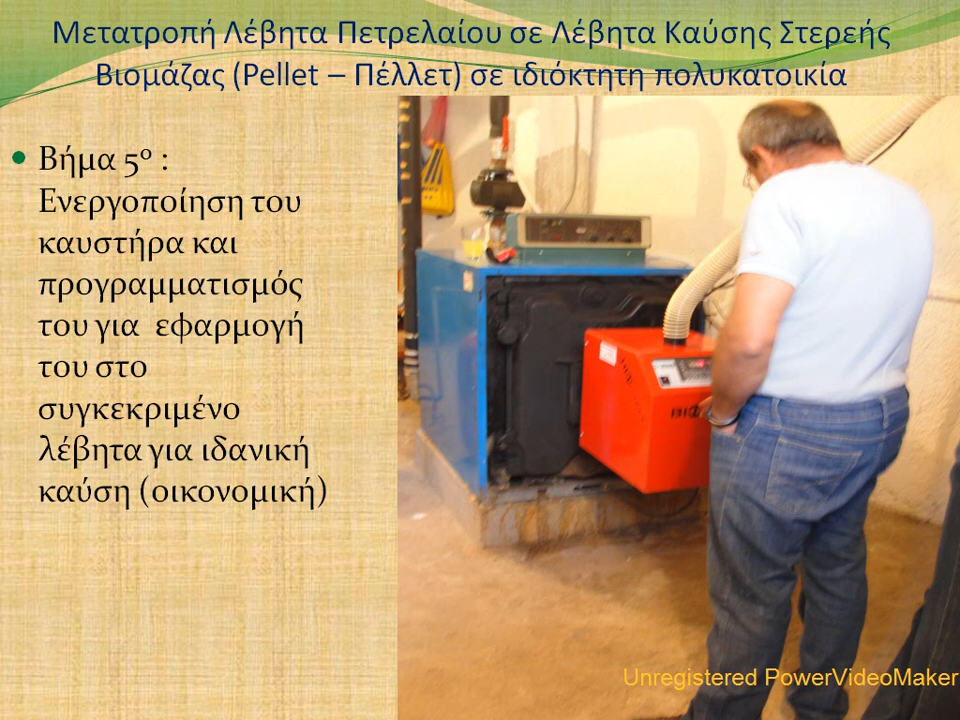 Μετατροπή Λέβητα Πετρελαίου σε Λέβητα Καύσης Στερεής
Βιομάζας (Pellet – Πέλλετ) σε ιδιόκτητη πολυκατοικία
Βήμα 5ο :
Ενεργοποίηση του
καυστήρα και
προγραμματισμός
του για εφαρμογή
του στο
συγκεκριμένο
λέβητα για ιδανική
καύση (οικονομική)
Unregistered PowerVideoMaker